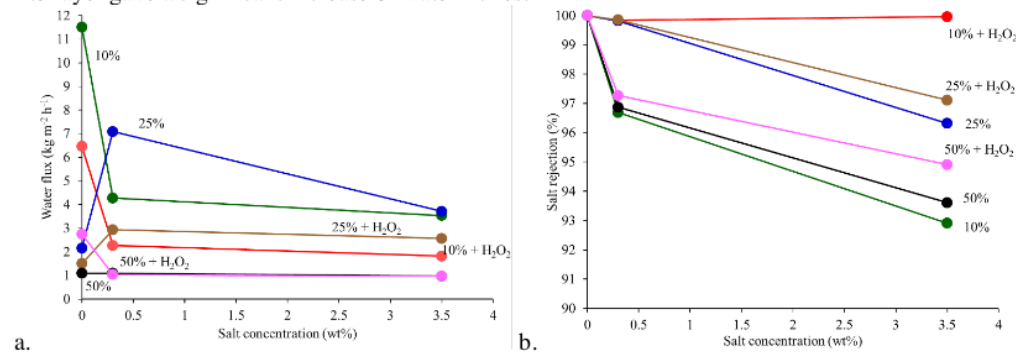 12
11
10
9
8
7
6
5
4
3
2
1
0
Water flux (kg m⁻² h⁻¹)
10%
25%
25% + H₂O₂
10% + H₂O₂
50% + H₂O₂
50%
0 0.5 1 1.5 2 2.5 3 3.5 4
Salt concentration (wt%)
a.
100
99
98
97
96
95
94
93
92
91
90
Salt rejection (%)
10% + H₂O₂
25% + H₂O₂
25%
50% + H₂O₂
50%
10%
0 0.5 1 1.5 2 2.5 3 3.5 4
Salt concentration (wt%)
b.